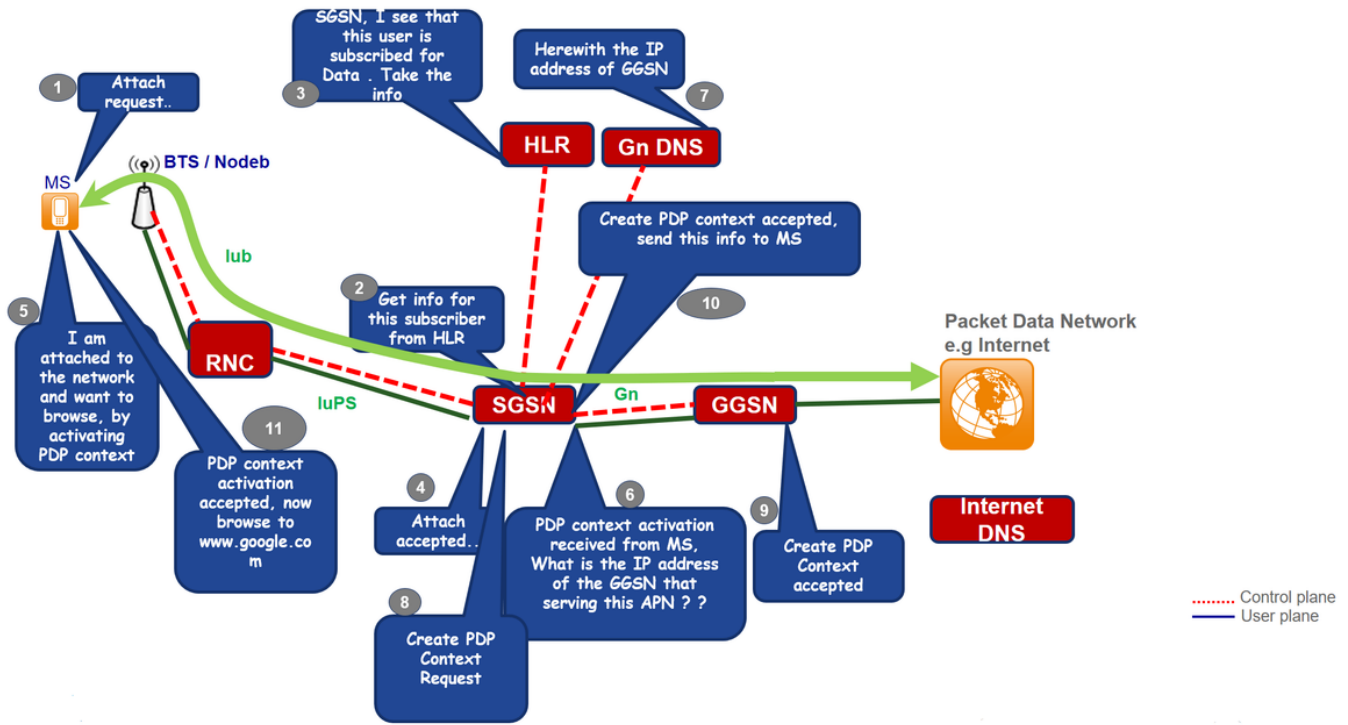 SGSN, I see that
this user is
subscribed for
Data . Take the
info
3
Herewith the IP
address of GGSN
7
1
Attach
request..
HLR
Gn DNS
BTS / Nodeb
MS
Create PDP context accepted,
send this info to MS
10
Iub
2
Get info for
this subscriber
from HLR
5
I am
attached to
the network
and want to
browse, by
activating
PDP context
RNC
IuPS
SGSN
Gn
GGSN
Packet Data Network
e.g Internet
11
PDP context
activation
accepted, now
browse to
www.google.co
m
4
Attach
accepted..
6
PDP context activation
received from MS,
What is the IP address
of the GGSN that
serving this APN ? ?
9
Create PDP
Context
accepted
Internet
DNS
8
Create PDP
Context
Request
Control plane
User plane